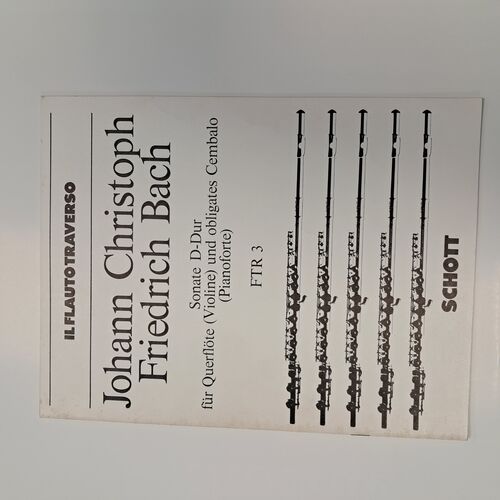 IL FLAUTO TRAVERSO
Johann Christoph
Friedrich Bach
Sonate D-Dur
für Querflöte (Violine) und obligates Cembalo
(Pianoforte)
FTR 3
SCHOTT